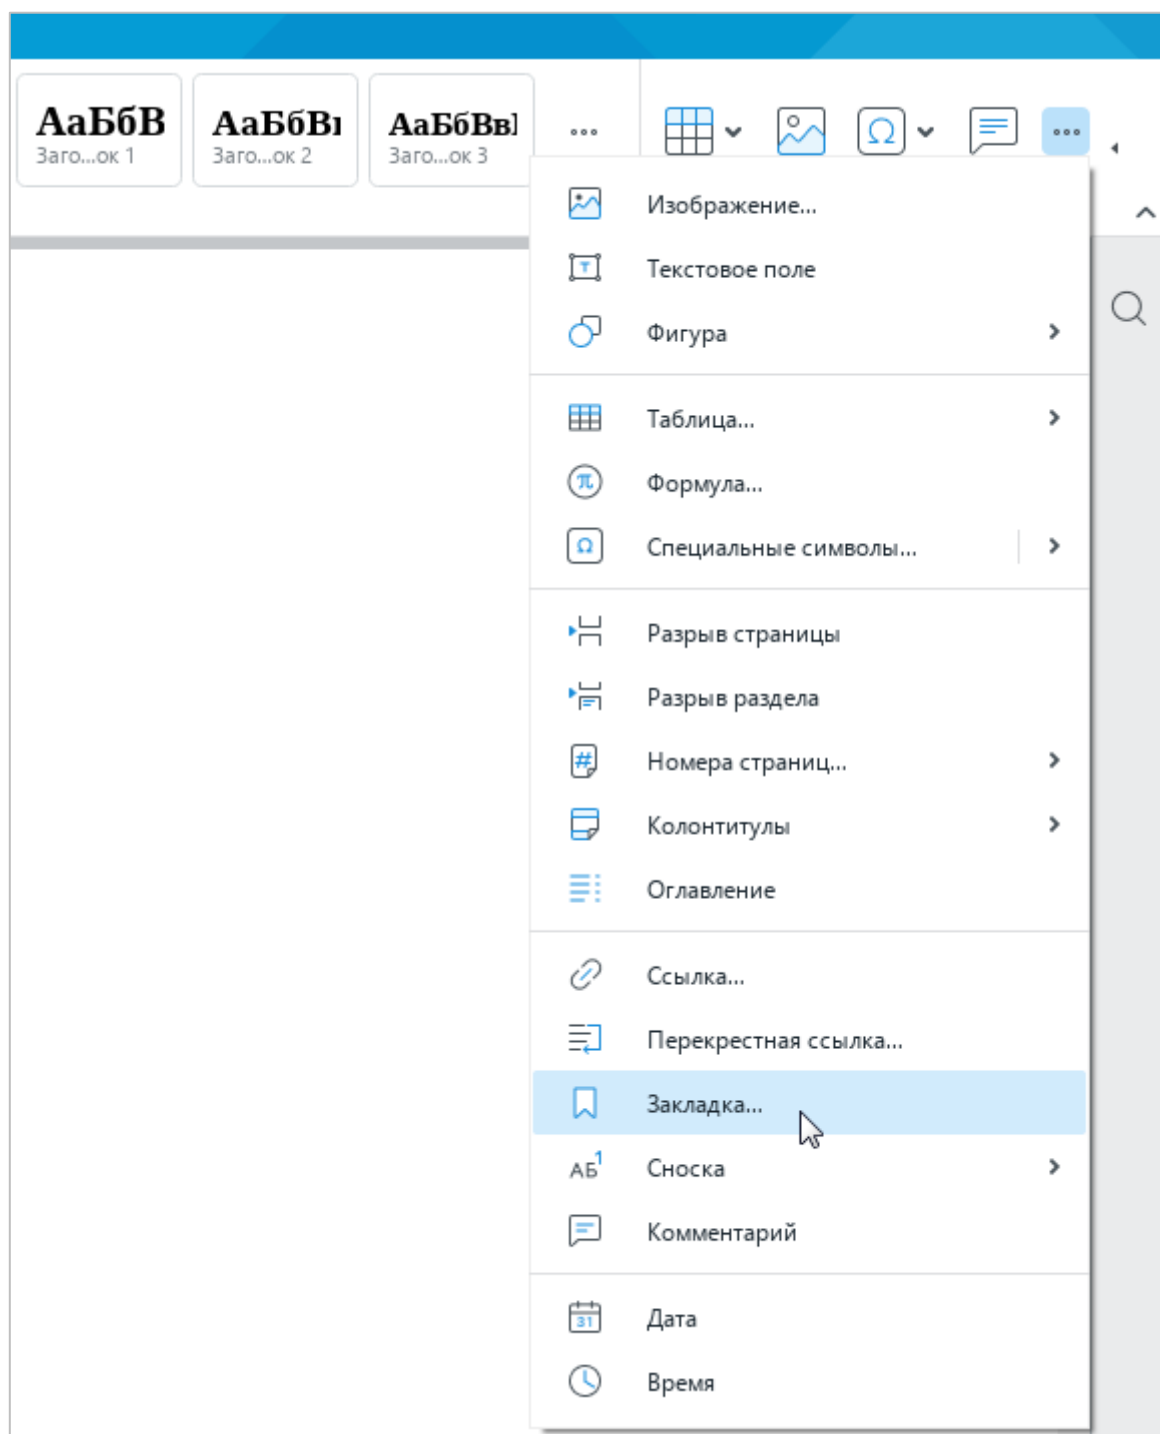 АаБбВ
АаБбВ
АаБбВв
Заго...ок 1
Заго...ок 2
Заго...ок 3
Изображение...
Текстовое поле
Фигура
Таблица...
Формула...
Специальные символы...
Разрыв страницы
Разрыв раздела
Номера страниц...
Колонтитулы
Оглавление
Ссылка...
Перекрестная ссылка...
Закладка...
АБ1
Сноска
Комментарий
31
Дата
Время